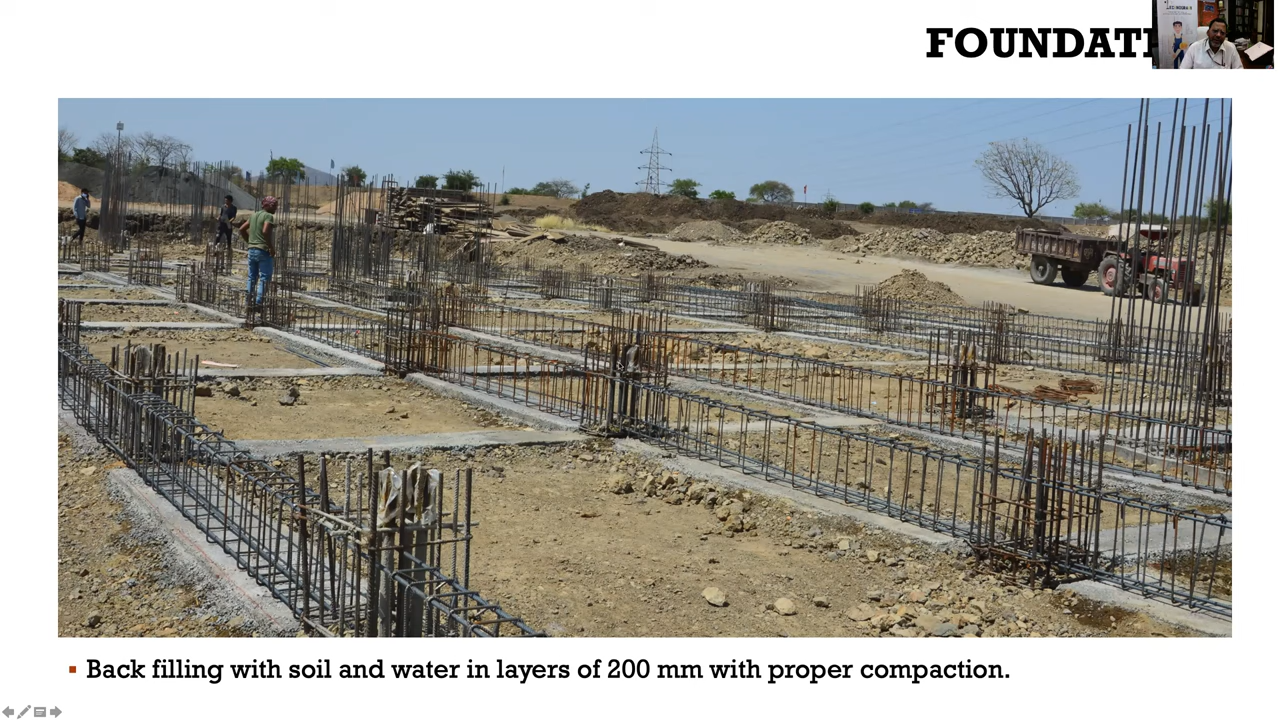 FOUNDATI
Back filling with soil and water in layers of 200 mm with proper compaction.